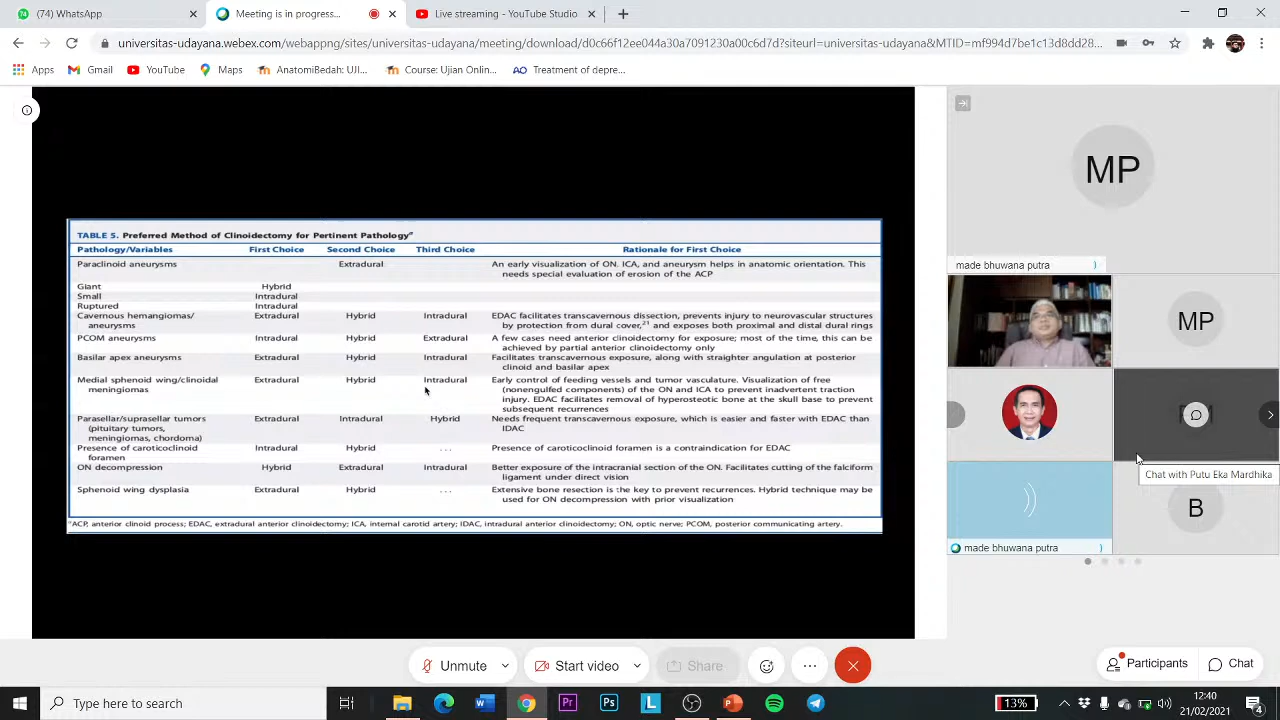 74 WhatsApp
Meeting is in progress...
Live streaming - YouTube Studio
universitas-udayana.webex.com/webappng/sites/universitas-udayana/meeting/download/d0c66f12ee044a30a7091230a00c6d7?siteurl=universitas-udayana&MTID=mf994d7be1c13d8dd28...
Apps
Gmail
YouTube
Maps
AnatomiBedah: UJI...
Course: Ujian Onlin...
Treatment of depre...
TABLE 5. Preferred Method of Clinoidectomy for Pertinent Pathologyᵃ
Pathology/Variables First Choice Second Choice Third Choice Rationale for First Choice
Paraclinoid aneurysms Extradural An early visualization of ON, ICA, and aneurysm helps in anatomic orientation. This
needs special evaluation of erosion of the ACP
Giant Hybrid
Small Intradural
Ruptured Intradural
Cavernous hemangiomas/ Extradural Hybrid Intradural EDAC facilitates transcavernous dissection, prevents injury to neurovascular structures
aneurysms by protection from dural cover,²¹ and exposes both proximal and distal dural rings
PCOM aneurysms Intradural Hybrid Extradural A few cases need anterior clinoidectomy for exposure; most of the time, this can be
achieved by partial anterior clinoidectomy only
Basilar apex aneurysms Extradural Hybrid Intradural Facilitates transcavernous exposure, along with straighter angulation at posterior
clinoid and basilar apex
Medial sphenoid wing/clinoidal Extradural Hybrid Intradural Early control of feeding vessels and tumor vasculature. Visualization of free
meningiomas (nonengulfed components) of the ON and ICA to prevent inadvertent traction
injury. EDAC facilitates removal of hyperosteotic bone at the skull base to prevent
subsequent recurrences
Parasellar/suprasellar tumors Extradural Intradural Hybrid Needs frequent transcavernous exposure, which is easier and faster with EDAC than
(pituitary tumors, IDAC
meningiomas, chordoma)
Presence of caroticoclinoid Intradural Hybrid ... Presence of caroticoclinoid foramen is a contraindication for EDAC
foramen
ON decompression Hybrid Extradural Intradural Better exposure of the intracranial section of the ON. Facilitates cutting of the falciform
ligament under direct vision
Sphenoid wing dysplasia Extradural Hybrid ... Extensive bone resection is the key to prevent recurrences. Hybrid technique may be
used for ON decompression with prior visualization
ᵃACP, anterior clinoid process; EDAC, extradural anterior clinoidectomy; ICA, internal carotid artery; IDAC, intradural anterior clinoidectomy; ON, optic nerve; PCOM, posterior communicating artery.
MP
made bhuwana putra
MP
Chat with Putu Eka Mardhika
B
made bhuwana putra
Unmute
Start video
Share
Participants
Chat
Type here to search
13%
12:40
21/02/2021
4